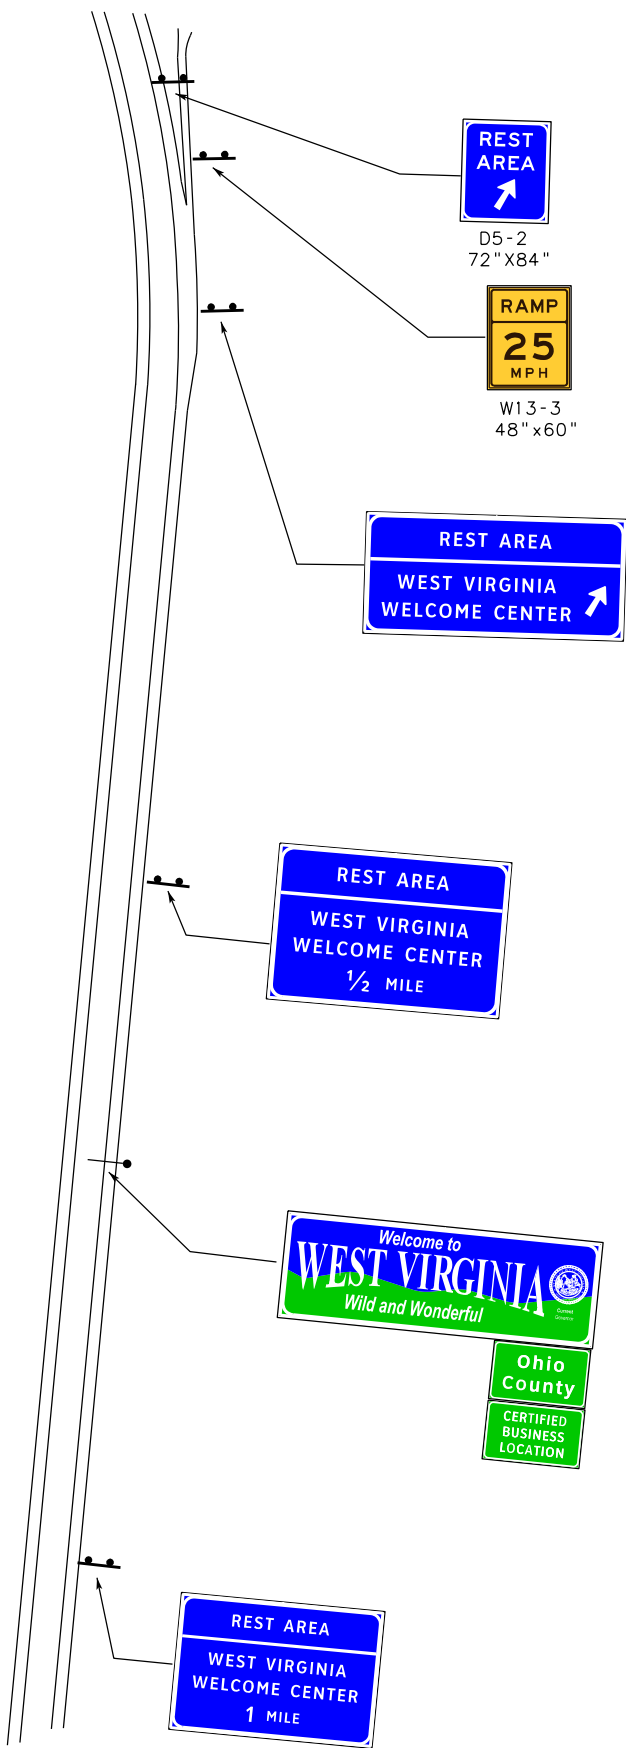 REST
AREA
D5-2
72"X84"
RAMP
25
MPH
W13-3
48"x60"
REST AREA
WEST VIRGINIA
WELCOME CENTER
REST AREA
WEST VIRGINIA
WELCOME CENTER
½ MILE
Welcome to
WEST VIRGINIA
Wild and Wonderful
Current
Governor
Ohio
County
CERTIFIED
BUSINESS
LOCATION
REST AREA
WEST VIRGINIA
WELCOME CENTER
1 MILE